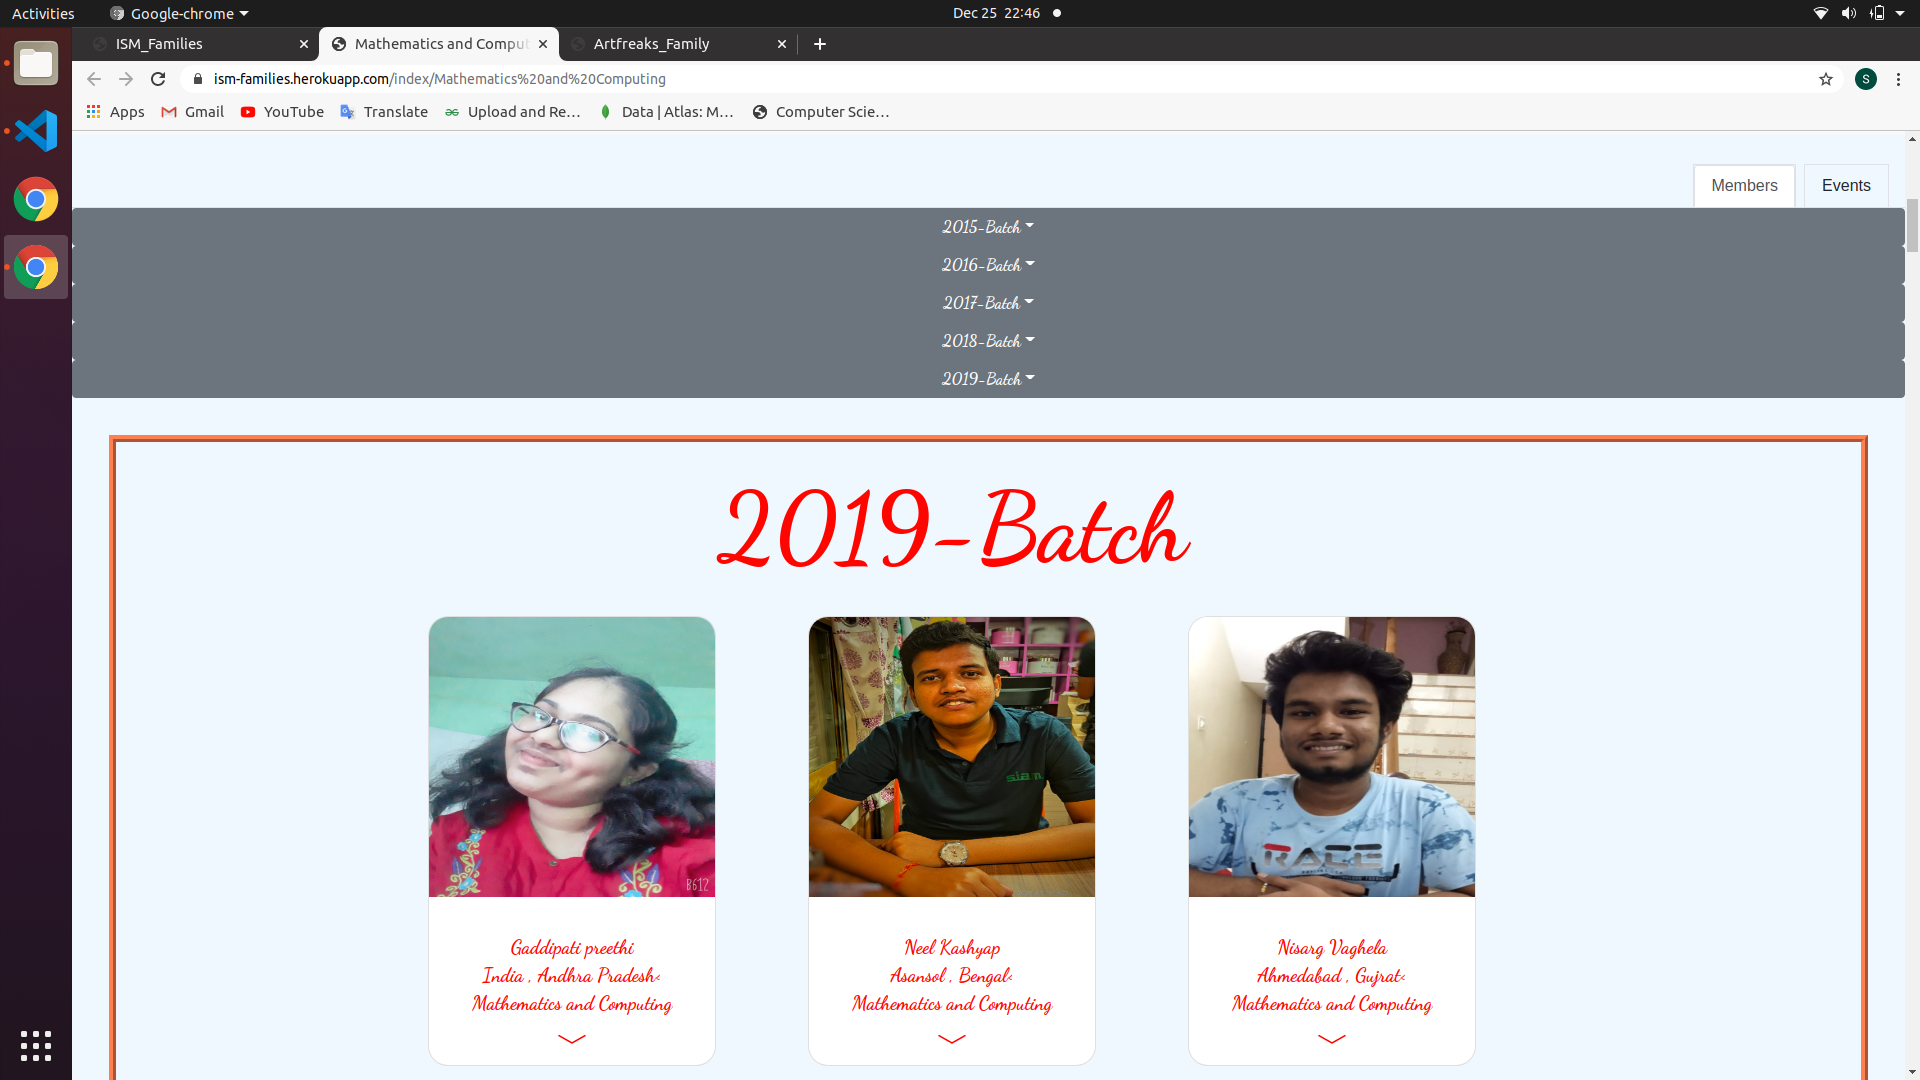 Activities Google-chrome Dec 25 22:46
ISM_Families Mathematics and Comput Artfreaks_Family
ism-families.herokuapp.com/index/Mathematics%20and%20Computing S
Apps Gmail YouTube Translate Upload and Re... Data | Atlas: M... Computer Scie...
Members Events
2015-Batch
2016-Batch
2017-Batch
2018-Batch
2019-Batch
2019-Batch
siam
RACE
B612
Gaddipati preethi
India , Andhra Pradesh<
Mathematics and Computing
Neel Kashyap
Asansol , Bengal<
Mathematics and Computing
Nisarg Vaghela
Ahmedabad , Gujrat<
Mathematics and Computing